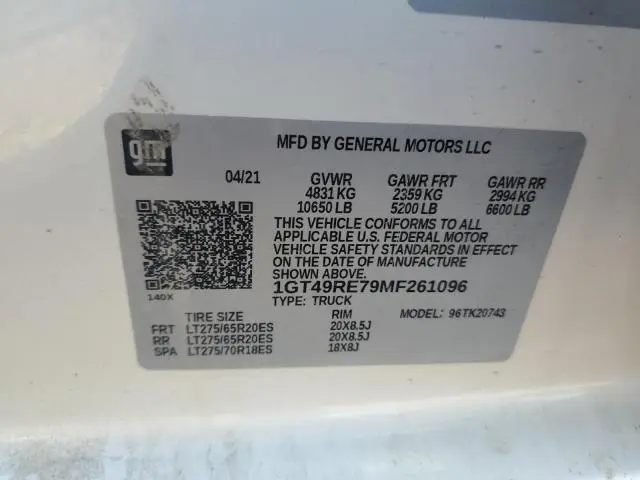 gm
MFD BY GENERAL MOTORS LLC
04/21 GVWR GAWR FRT GAWR RR
4831 KG 2359 KG 2994 KG
10650 LB 5200 LB 6600 LB
THIS VEHICLE CONFORMS TO ALL
APPLICABLE U.S. FEDERAL MOTOR
VEHICLE SAFETY STANDARDS IN EFFECT
ON THE DATE OF MANUFACTURE
SHOWN ABOVE.
140X
1GT49RE79MF261096
TYPE: TRUCK MODEL: 96TK20743
TIRE SIZE RIM
FRT LT275/65R20ES 20X8.5J
RR LT275/65R20ES 20X8.5J
SPA LT275/70R18ES 18X8J